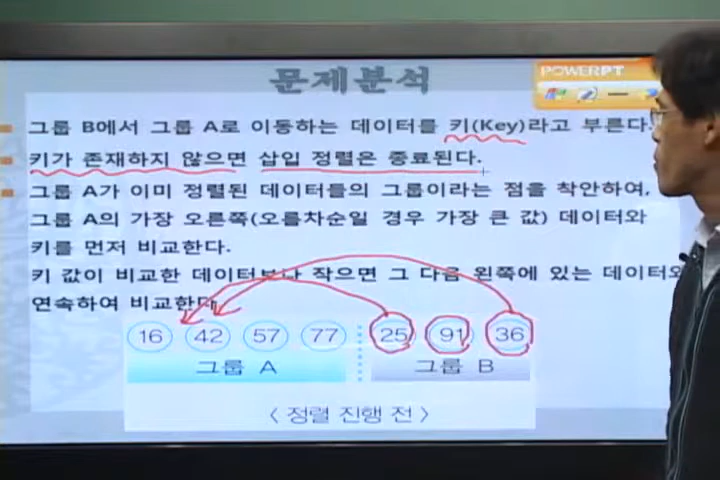 문제분석
POWERPT
그룹 B에서 그룹 A로 이동하는 데이터를 키(Key)라고 부른다.
키가 존재하지 않으면 삽입 정렬은 종료된다.
그룹 A가 이미 정렬된 데이터들의 그룹이라는 점을 착안하여,
그룹 A의 가장 오른쪽(오름차순일 경우 가장 큰 값) 데이터와
키를 먼저 비교한다.
키 값이 비교한 데이터보다 작으면 그 다음 왼쪽에 있는 데이터와
연속하여 비교한다.
16 42 57 77 25 91 36
그룹 A 그룹 B
〈정렬 진행 전〉